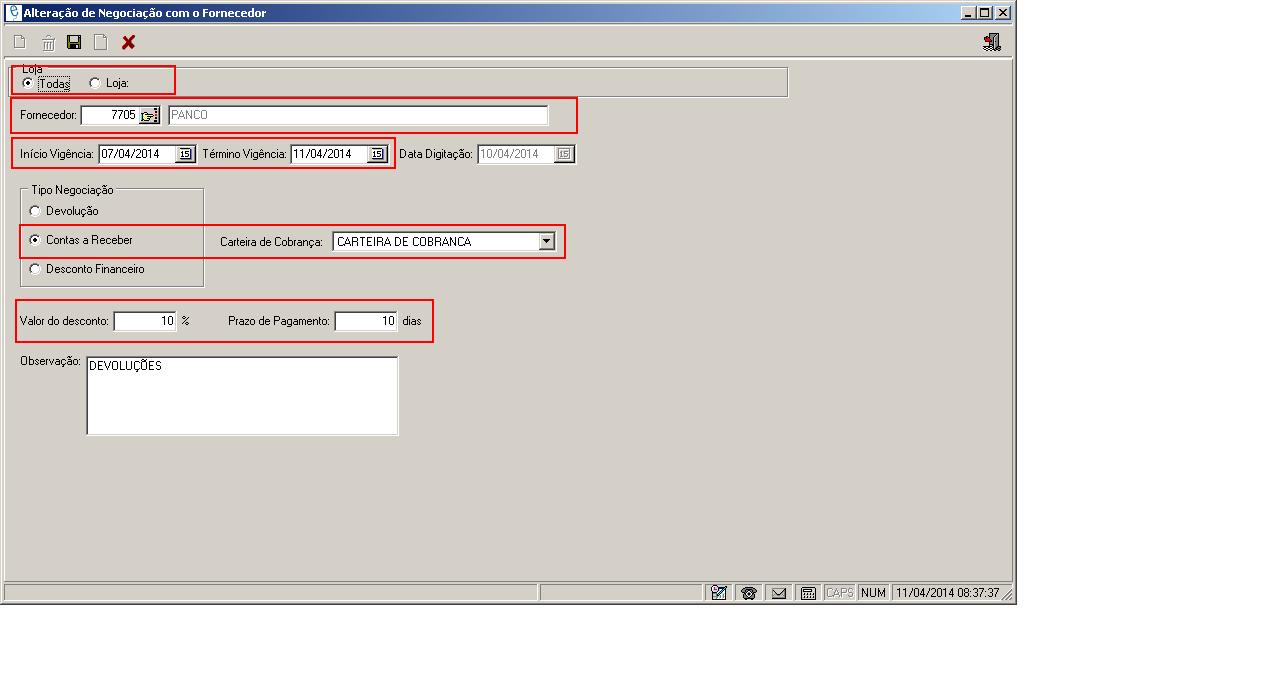 Alteração de Negociação com o Fornecedor
Loja
Todas Loja:
Fornecedor: 7705 PANCO
Início Vigência: 07/04/2014 15 Término Vigência: 11/04/2014 15 Data Digitação: 10/04/2014 15
Tipo Negociação
Devolução
Contas a Receber Carteira de Cobrança: CARTEIRA DE COBRANCA
Desconto Financeiro
Valor do desconto: 10 % Prazo de Pagamento: 10 dias
Observação: DEVOLUÇÕES
CAPS NUM 11/04/2014 08:37:37